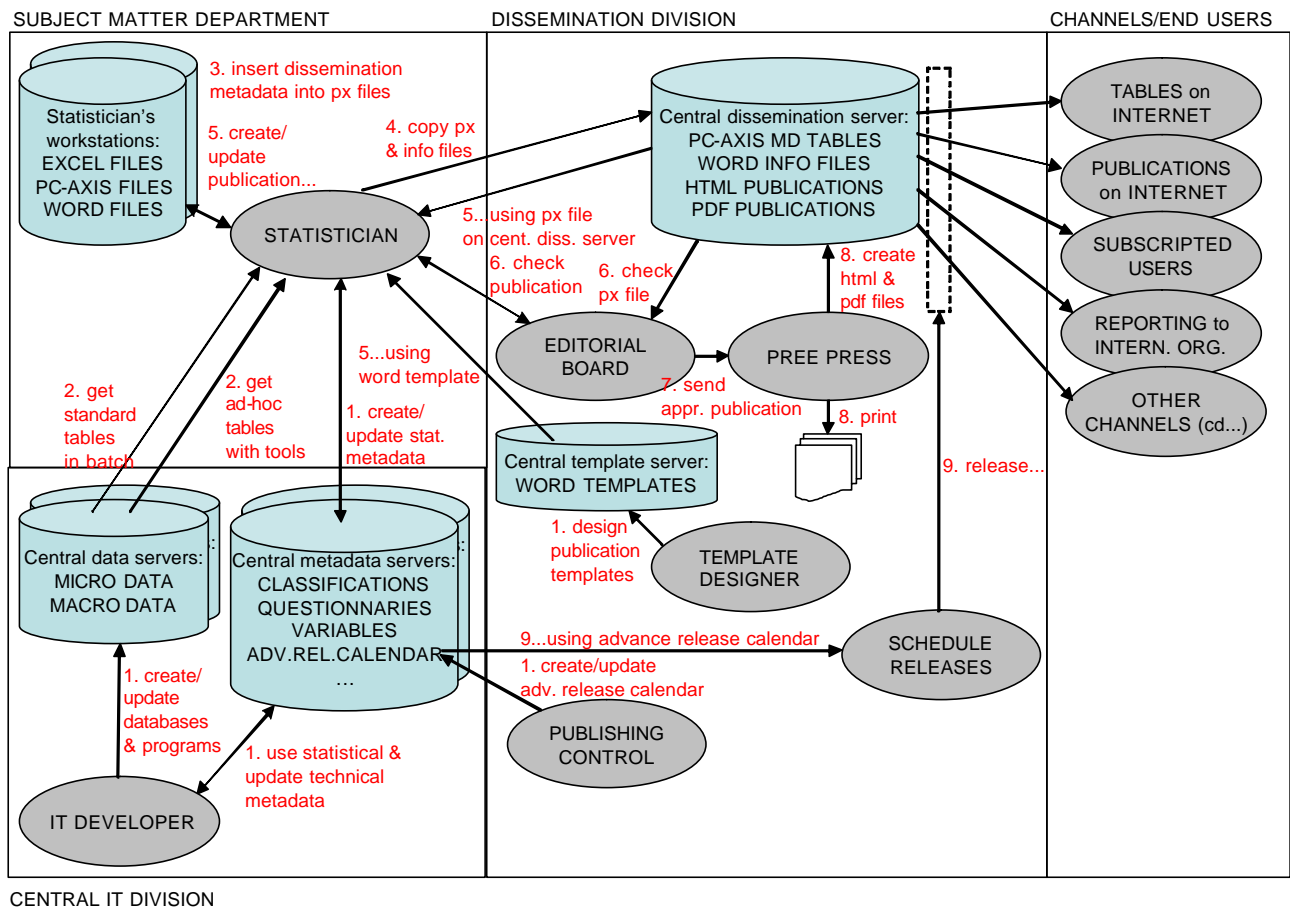 SUBJECT MATTER DEPARTMENT
DISSEMINATION DIVISION
CHANNELS/END USERS
3. insert dissemination
metadata into px files
Statistician's
workstations:
EXCEL FILES
PC-AXIS FILES
WORD FILES
5. create/
update
publication...
4. copy px
& info files
STATISTICIAN
Central dissemination server:
PC-AXIS MD TABLES
WORD INFO FILES
HTML PUBLICATIONS
PDF PUBLICATIONS
TABLES on
INTERNET
PUBLICATIONS
on INTERNET
SUBSCRIPTED
USERS
REPORTING to
INTERN. ORG.
OTHER
CHANNELS (cd...)
5...using px file
on cent. diss. server
6. check
publication
6. check
px file
8. create
html &
pdf files
EDITORIAL
BOARD
PREE PRESS
7. send
appr. publication
8. print
5...using
word template
2. get
standard
tables
in batch
2. get
ad-hoc
tables
with tools
1. create/
update stat.
metadata
Central template server:
WORD TEMPLATES
9. release...
1. design
publication
templates
TEMPLATE
DESIGNER
Central data servers:
s:
MICRO DATA
MACRO DATA
Central metadata servers:
s:
CLASSIFICATIONS
QUESTIONNARIES
VARIABLES
ADV.REL.CALENDAR
...
9...using advance release calendar
SCHEDULE
RELEASES
1. create/update
adv. release calendar
PUBLISHING
CONTROL
1. create/
update
databases
& programs
1. use statistical &
update technical
metadata
IT DEVELOPER
CENTRAL IT DIVISION